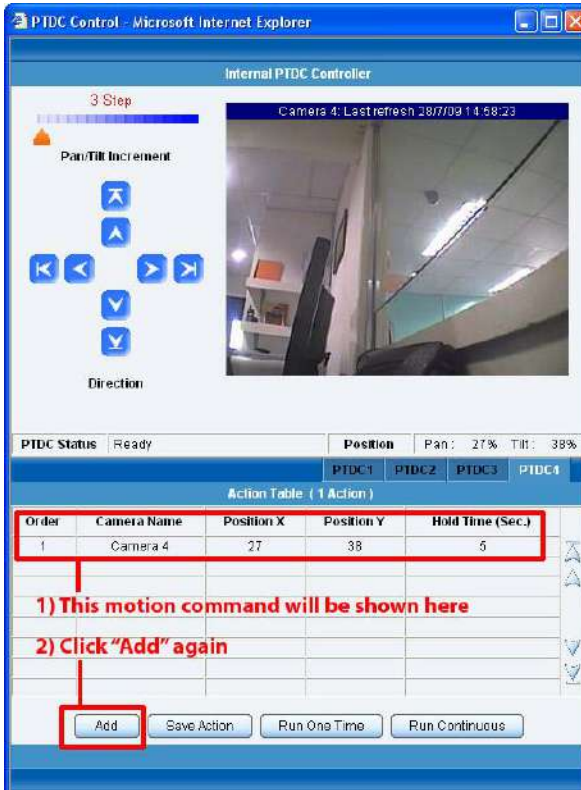 PTDC Control - Microsoft Internet Explorer
Internal PTDC Controller
3 Step
Pan/Tilt Increment
Direction
Camera 4: Last refresh 28/7/09 14:58:23
PTDC Status Ready Position Pan : 27% Tilt : 38%
PTDC1 PTDC2 PTDC3 PTDC4
Action Table ( 1 Action )
Order Camera Name Position X Position Y Hold Time (Sec.)
1 Camera 4 27 38 5
1) This motion command will be shown here
2) Click “Add” again
Add Save Action Run One Time Run Continuous